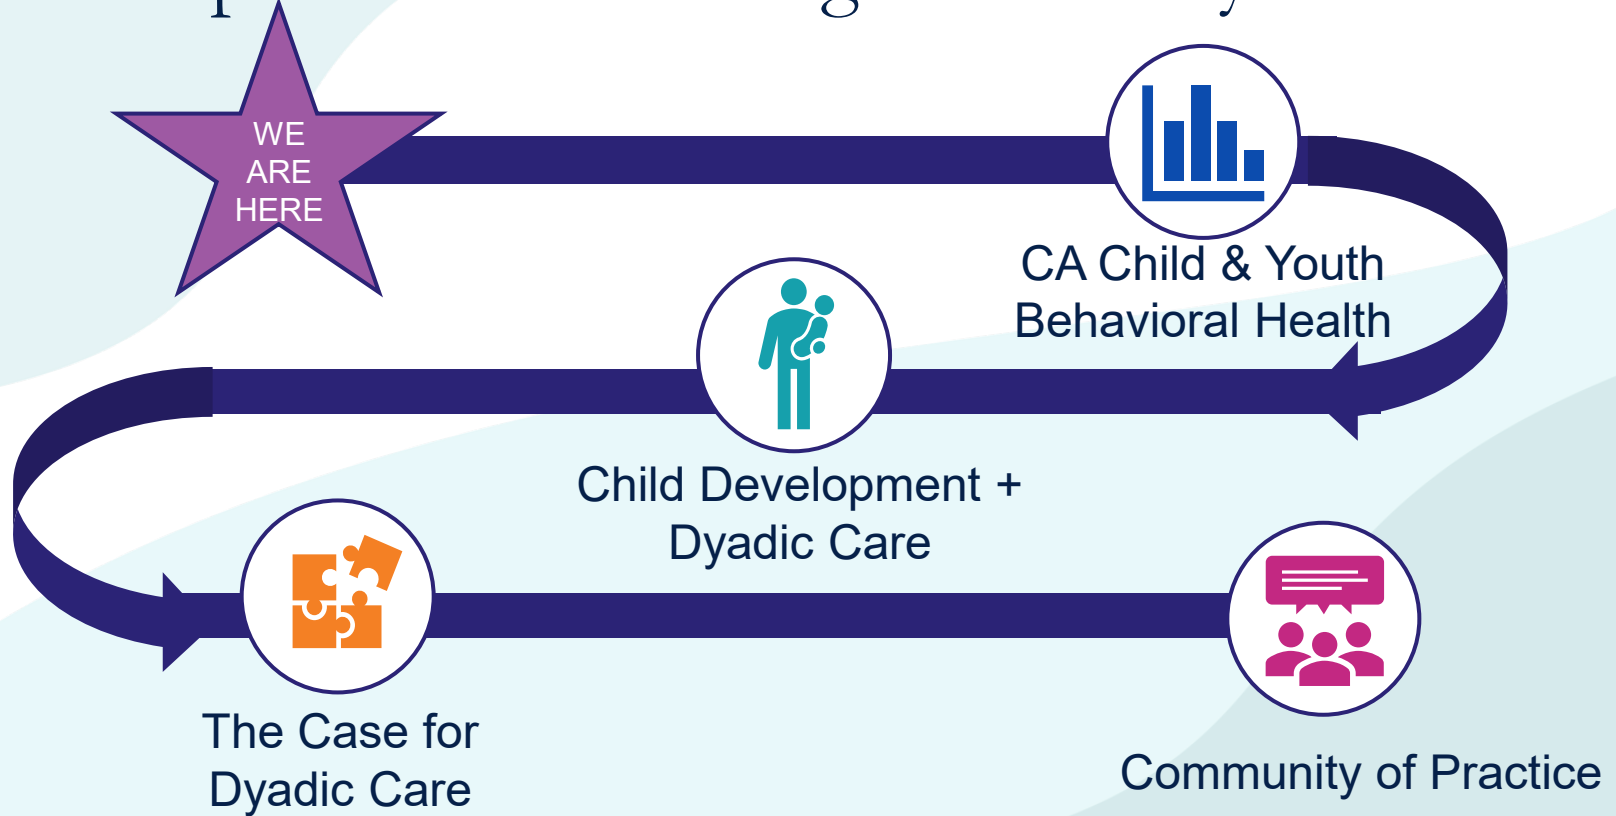 WE
ARE
HERE
CA Child & Youth
Behavioral Health
Child Development +
Dyadic Care
The Case for
Dyadic Care
Community of Practice